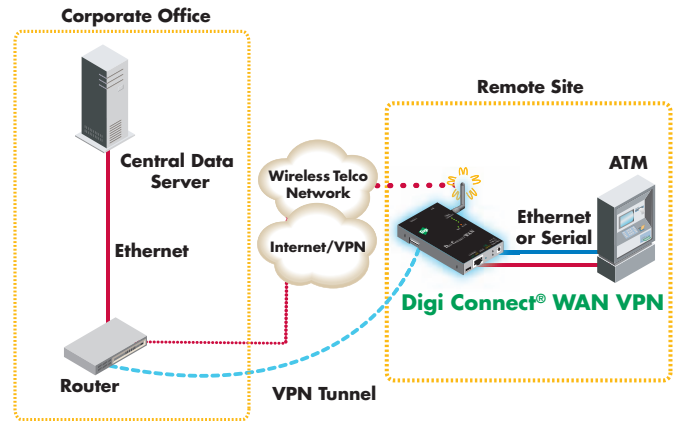 Corporate Office
Remote Site
Central Data
Server
Wireless Telco
Network
ATM
Ethernet
Internet/VPN
Ethernet
or Serial
Digi Connect® WAN VPN
Router
VPN Tunnel